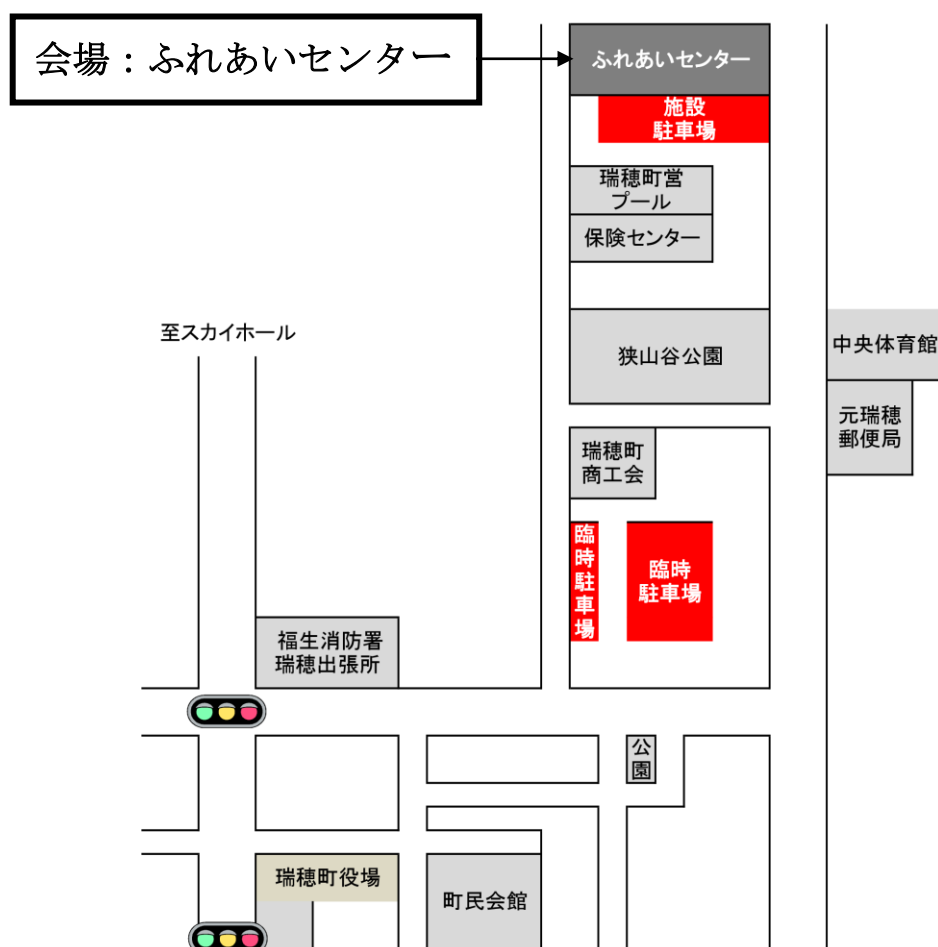 会場：ふれあいセンター
ふれあいセンター
施設
駐車場
瑞穂町営
プール
保険センター
至スカイホール
狭山谷公園
中央体育館
元瑞穂
郵便局
瑞穂町
商工会
臨時駐車場
臨時
駐車場
福生消防署
瑞穂出張所
公園
瑞穂町役場
町民会館